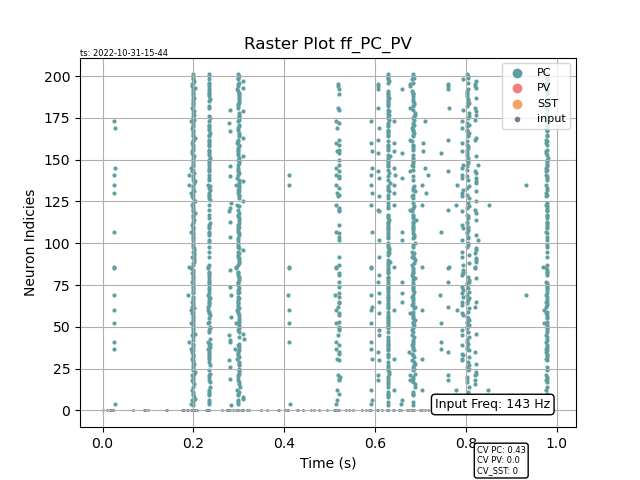 Raster Plot ff_PC_PV
ts: 2022-10-31-15-44
PC
PV
SST
input
200
175
150
125
100
75
50
25
0
Neuron Indicies
Input Freq: 143 Hz
0.0 0.2 0.4 0.6 0.8 1.0
Time (s)
CV PC: 0.43
CV PV: 0.0
CV_SST: 0